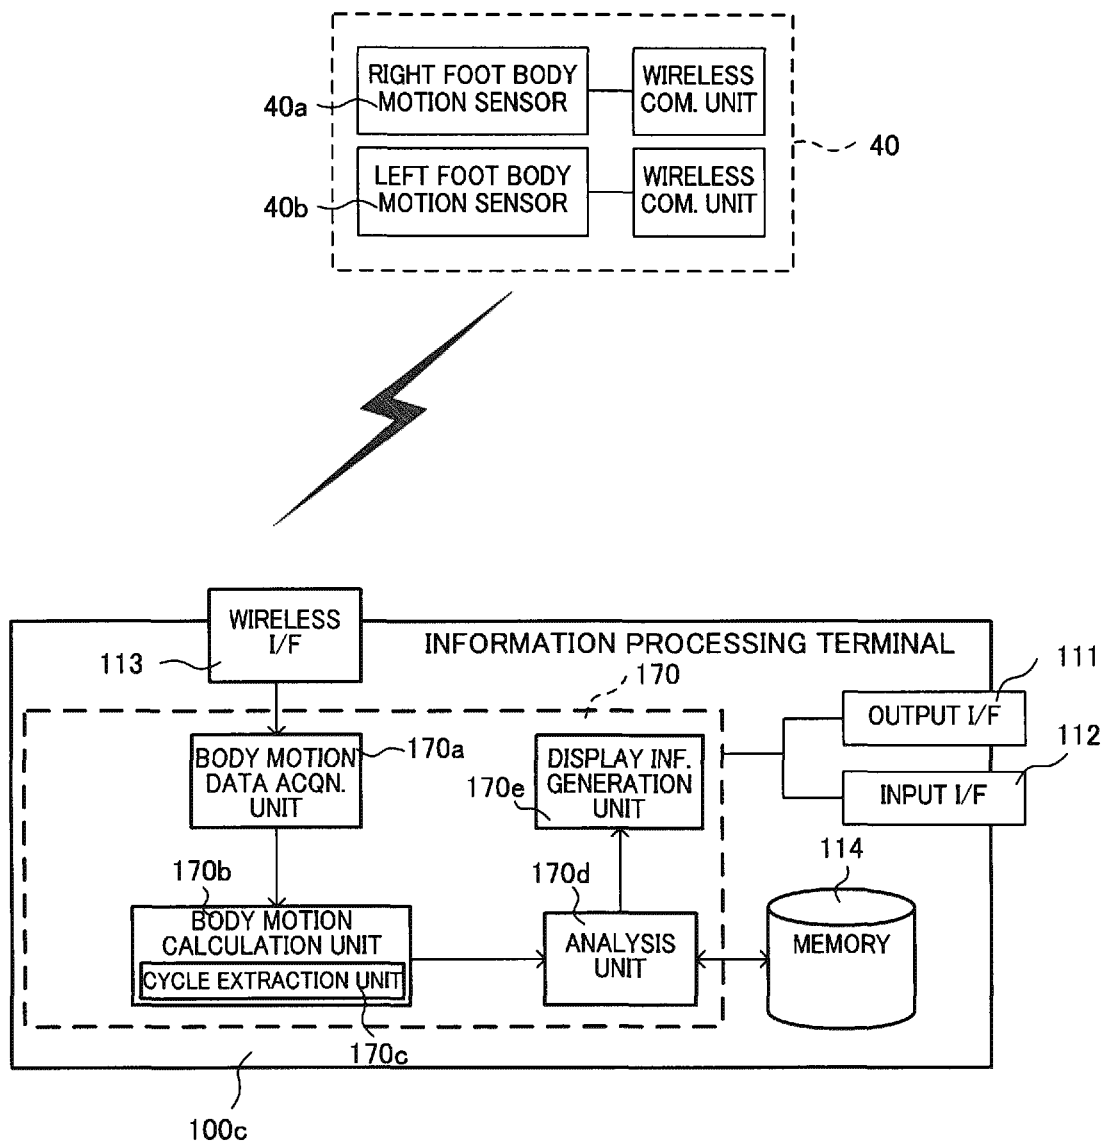 RIGHT FOOT BODY
MOTION SENSOR
40a
WIRELESS
COM. UNIT
LEFT FOOT BODY
MOTION SENSOR
40b
WIRELESS
COM. UNIT
40
WIRELESS
I/F
113
INFORMATION PROCESSING TERMINAL
170
111
OUTPUT I/F
112
INPUT I/F
BODY MOTION
DATA ACQN.
UNIT
170a
DISPLAY INF.
GENERATION
UNIT
170e
170b
BODY MOTION
CALCULATION UNIT
CYCLE EXTRACTION UNIT
170c
170d
ANALYSIS
UNIT
114
MEMORY
100c